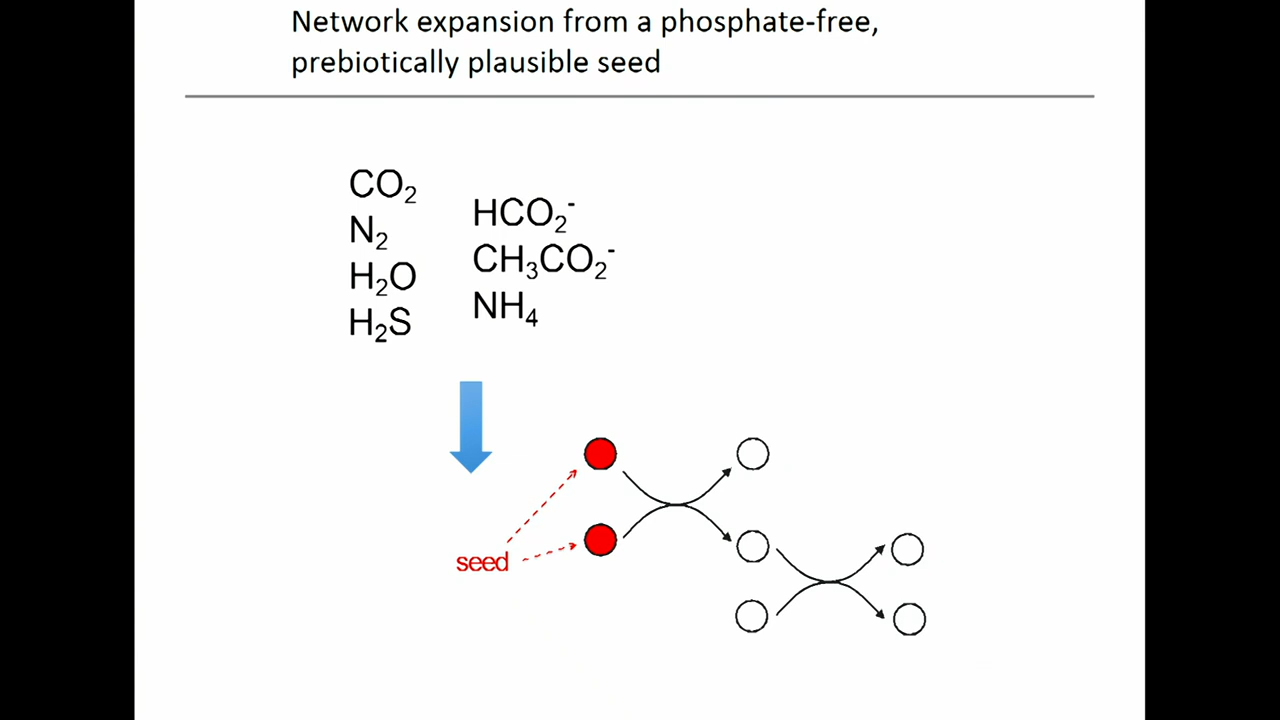 Network expansion from a phosphate-free,
prebiotically plausible seed
CO₂
N₂
H₂O
H₂S
HCO₂⁻
CH₃CO₂⁻
NH₄
seed